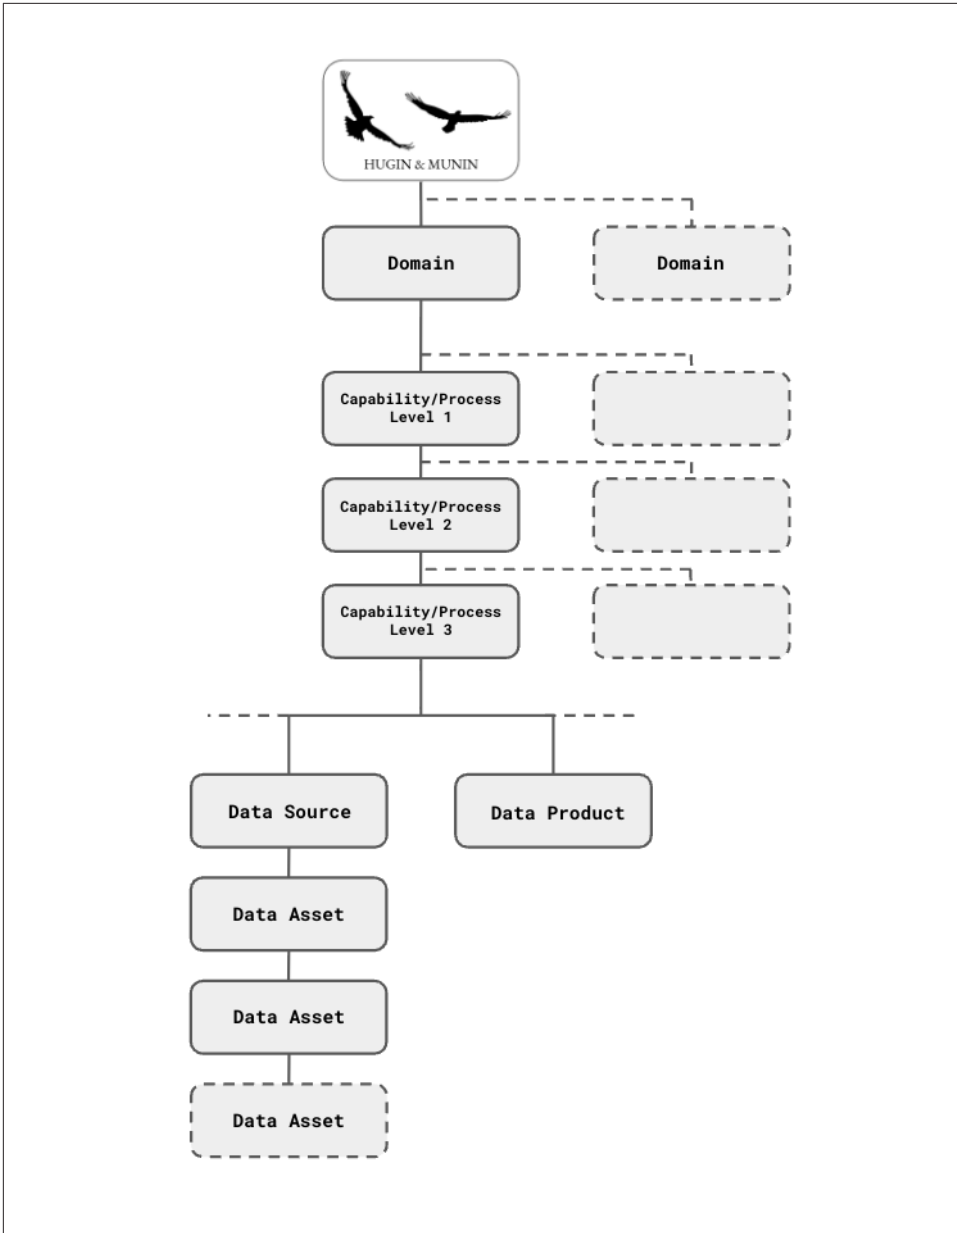 HUGIN & MUNIN
Domain
Domain
Capability/Process
Level 1
Capability/Process
Level 2
Capability/Process
Level 3
Data Source
Data Product
Data Asset
Data Asset
Data Asset